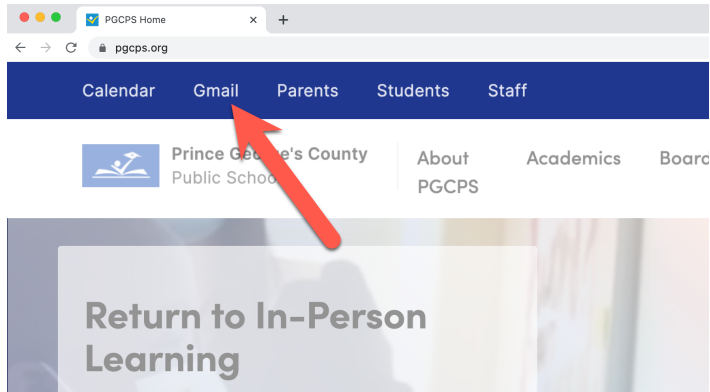 PGCPS Home
pgcps.org
Calendar Gmail Parents Students Staff
Prince George's County
Public Schools
About
PGCPS
Academics
Board
Return to In-Person
Learning